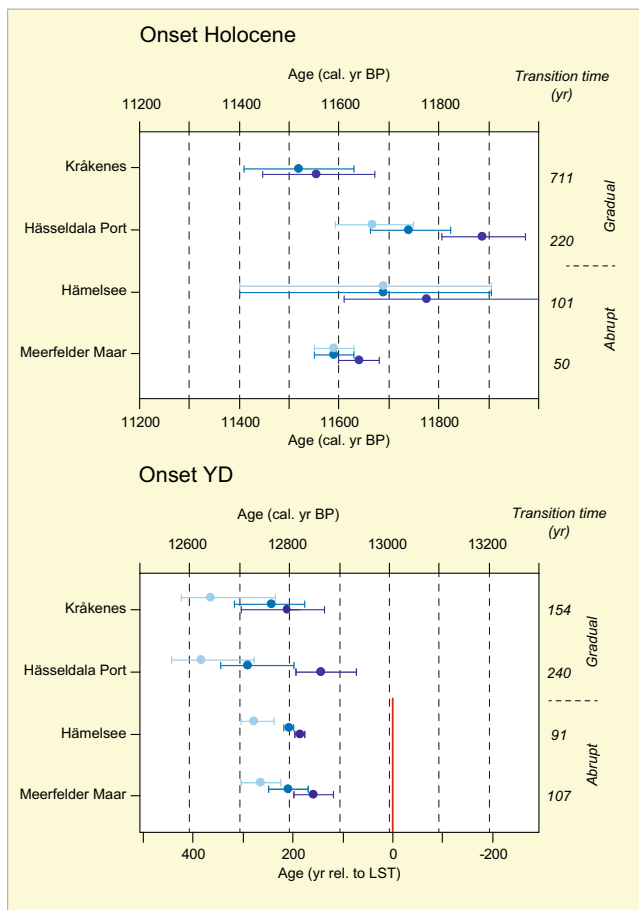 Onset Holocene
Age (cal. yr BP)
Transition time
(yr)
11200 11400 11600 11800
Kråkenes
711
Gradual
Hässeldala Port
220
Hämelsee
101
Abrupt
Meerfelder Maar
50
11200 11400 11600 11800
Age (cal. yr BP)
Onset YD
Age (cal. yr BP)
Transition time
(yr)
12600 12800 13000 13200
Kråkenes
154
Gradual
Hässeldala Port
240
Hämelsee
91
Abrupt
Meerfelder Maar
107
400 200 0 -200
Age (yr rel. to LST)